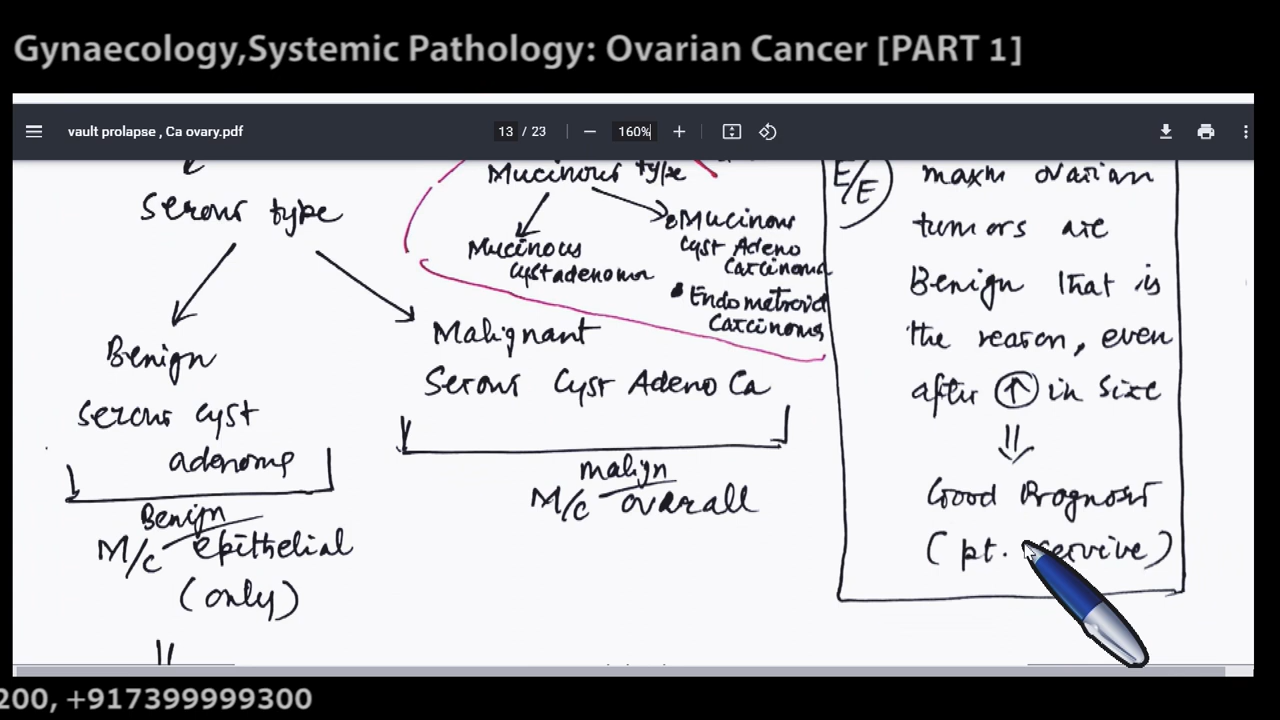 Gynaecology,Systemic Pathology: Ovarian Cancer [PART 1]
vault prolapse , Ca ovary.pdf
13 / 23
160%
Serous type
Benign
Serous cyst
adenoma
Benign
M/c epithelial
(only)
Malignant
Serous Cyst Adeno Ca
malign
M/c overall
Mucinous type
Mucinous
Cystadenoma
Mucinous
Cyst Adeno
Carcinoma
Endometroid
Carcinoma
E/E
maxm ovarian
tumors are
Benign that is
the reason, even
after ↑ in Size
Good Prognosis
( pt. servive )
200, +917399999300